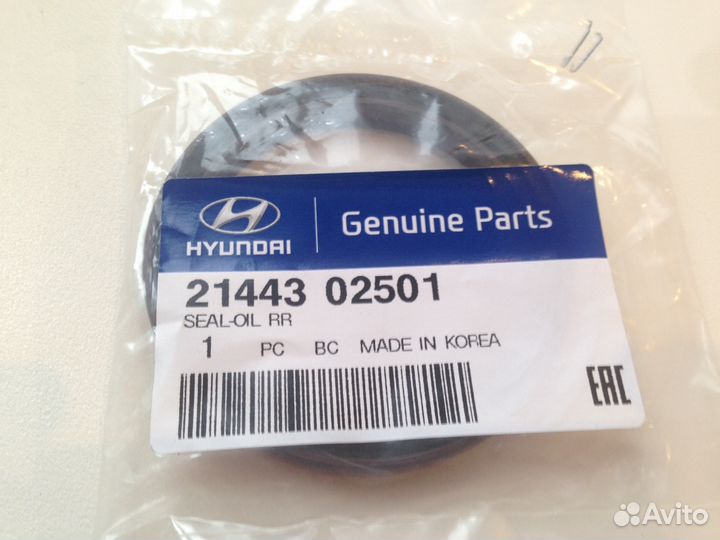 HYUNDAI
Genuine Parts
21443 02501
SEAL-OIL RR
1 PC BC MADE IN KOREA
EAC
Avito